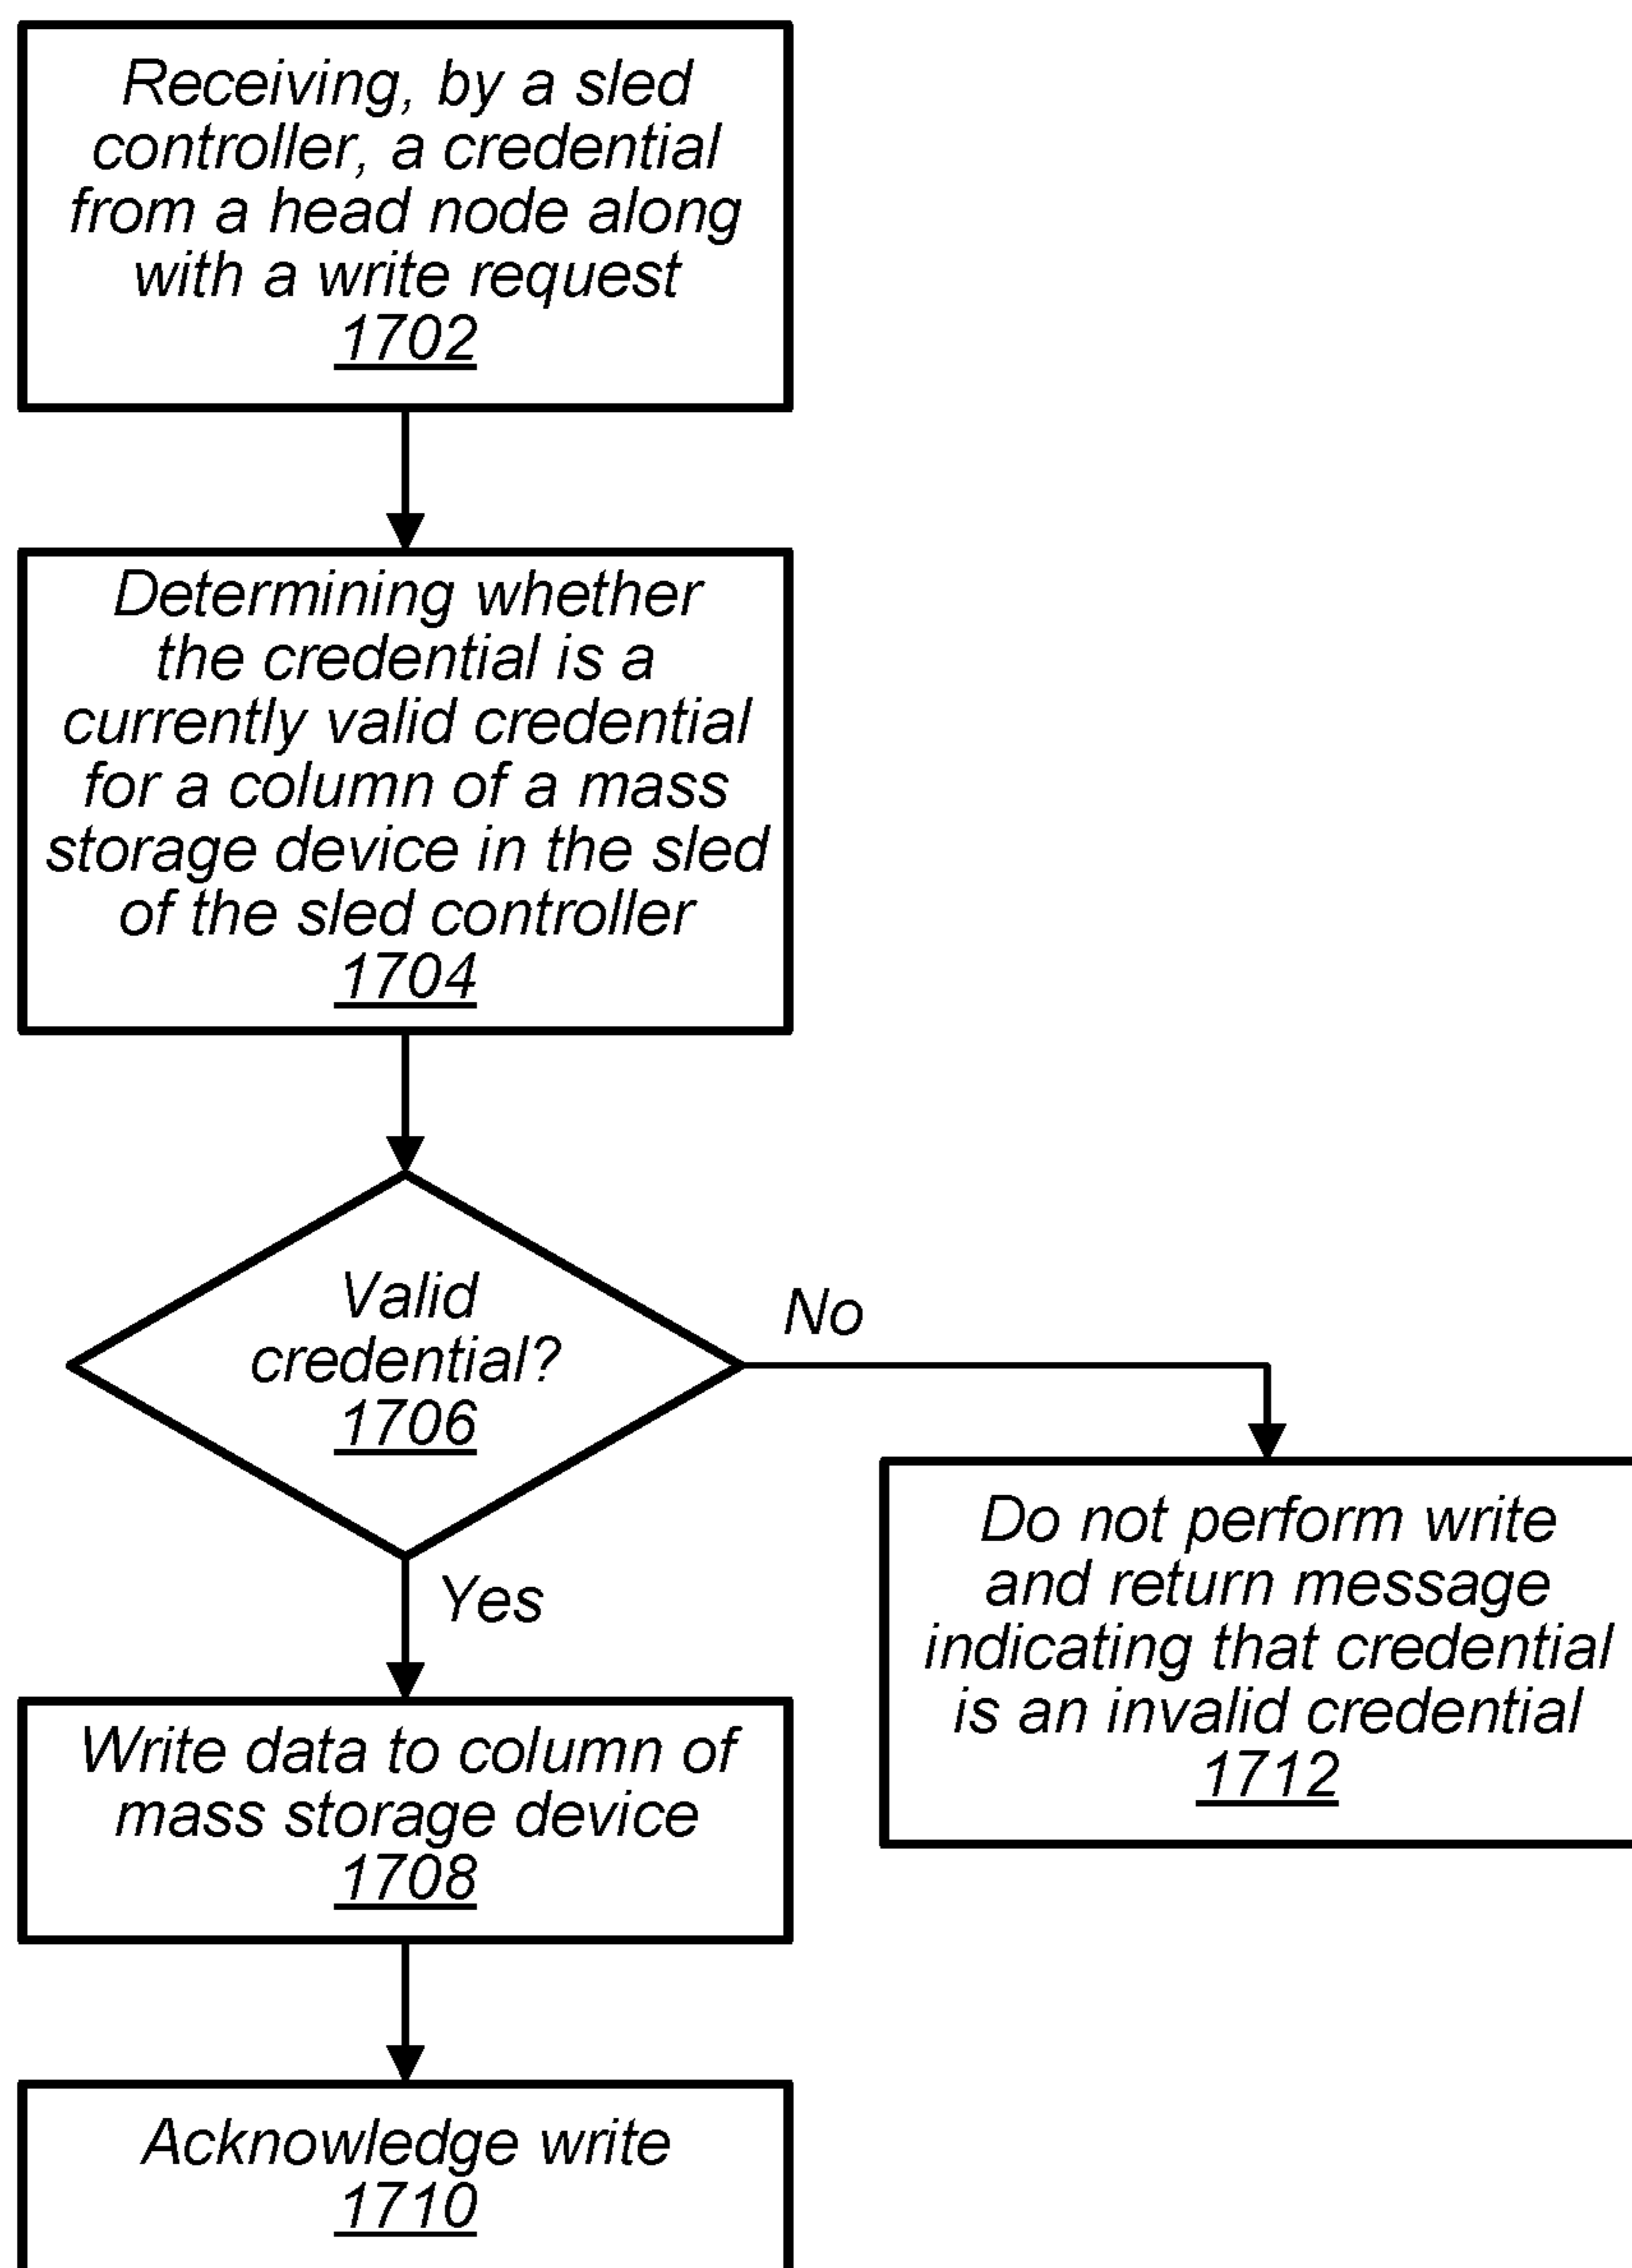 Receiving, by a sled
controller, a credential
from a head node along
with a write request
1702
Determining whether
the credential is a
currently valid credential
for a column of a mass
storage device in the sled
of the sled controller
1704
Valid
credential?
1706
No
Yes
Do not perform write
and return message
indicating that credential
is an invalid credential
1712
Write data to column of
mass storage device
1708
Acknowledge write
1710